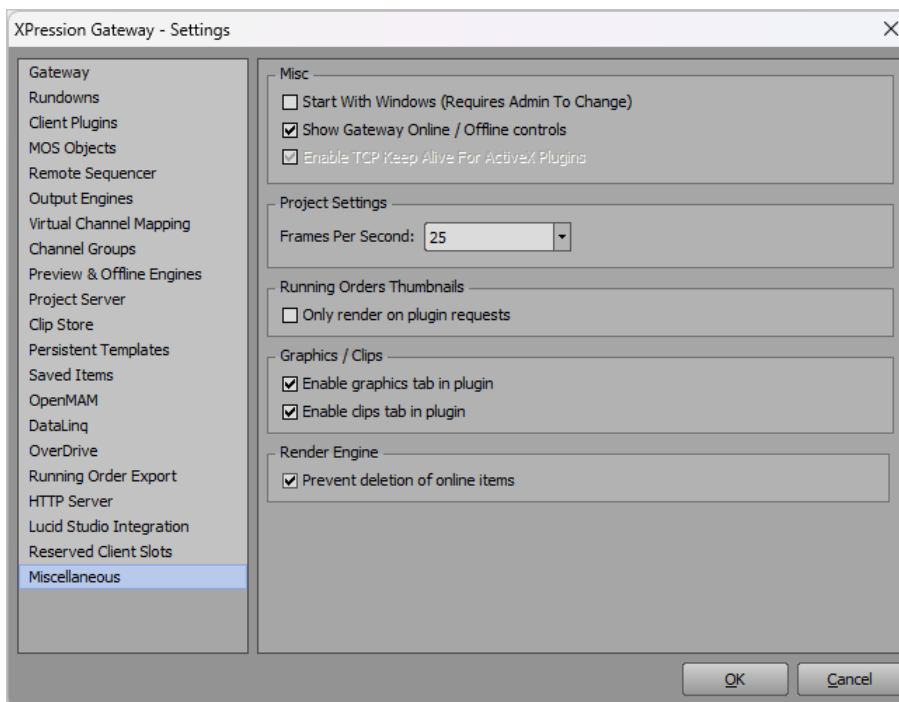 XPression Gateway - Settings
Gateway
Rundowns
Client Plugins
MOS Objects
Remote Sequencer
Output Engines
Virtual Channel Mapping
Channel Groups
Preview & Offline Engines
Project Server
Clip Store
Persistent Templates
Saved Items
OpenMAM
DataLinq
OverDrive
Running Order Export
HTTP Server
Lucid Studio Integration
Reserved Client Slots
Miscellaneous
Misc
Start With Windows (Requires Admin To Change)
Show Gateway Online / Offline controls
Enable TCP Keep Alive For ActiveX Plugins
Project Settings
Frames Per Second: 25
Running Orders Thumbnails
Only render on plugin requests
Graphics / Clips
Enable graphics tab in plugin
Enable clips tab in plugin
Render Engine
Prevent deletion of online items
OK Cancel